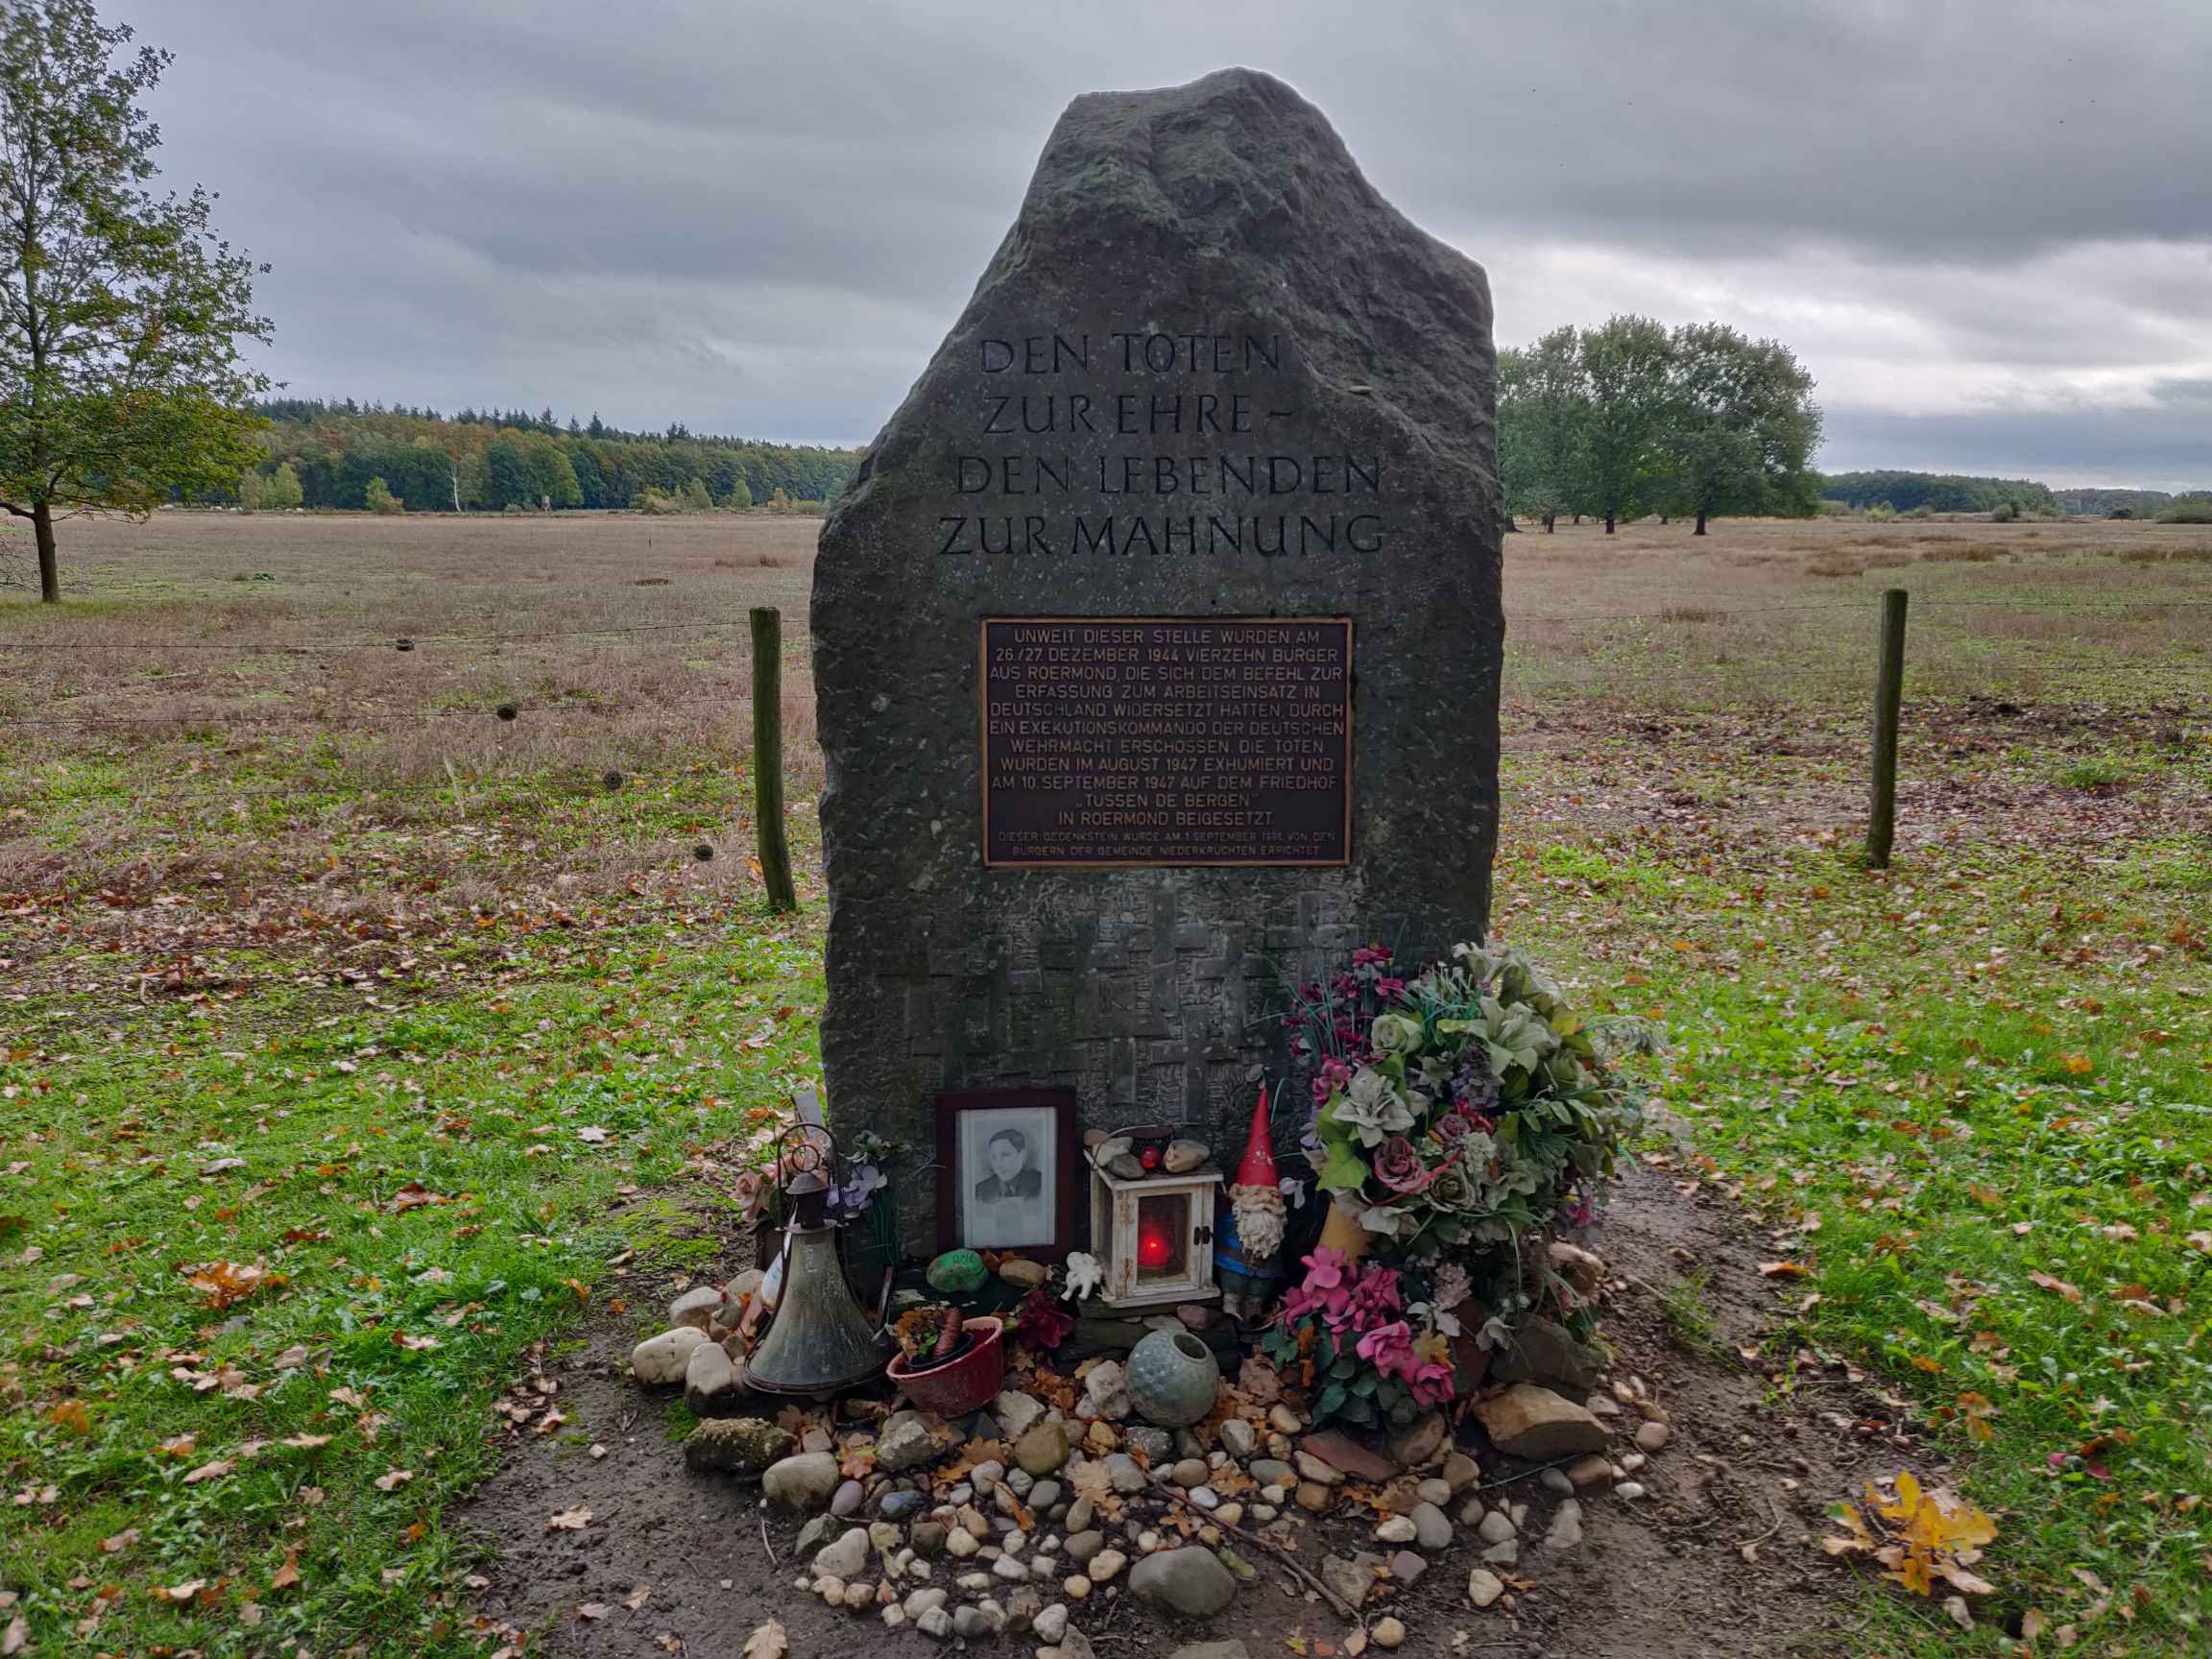 DEN TOTEN
ZUR EHRE –
DEN LEBENDEN
ZUR MAHNUNG
UNWEIT DIESER STELLE WURDEN AM
26./27. DEZEMBER 1944 VIERZEHN BÜRGER
AUS ROERMOND, DIE SICH DEM BEFEHL ZUR
ERFASSUNG ZUM ARBEITSEINSATZ IN
DEUTSCHLAND WIDERSETZT HATTEN, DURCH
EIN EXEKUTIONSKOMMANDO DER DEUTSCHEN
WEHRMACHT ERSCHOSSEN. DIE TOTEN
WURDEN IM AUGUST 1947 EXHUMIERT UND
AM 10. SEPTEMBER 1947 AUF DEM FRIEDHOF
„TUSSEN DE BERGEN"
IN ROERMOND BEIGESETZT.
DIESER GEDENKSTEIN WURDE AM 1. SEPTEMBER VON DEN
BÜRGERN DER GEMEINDE NIEDERKRÜCHTEN ERRICHTET